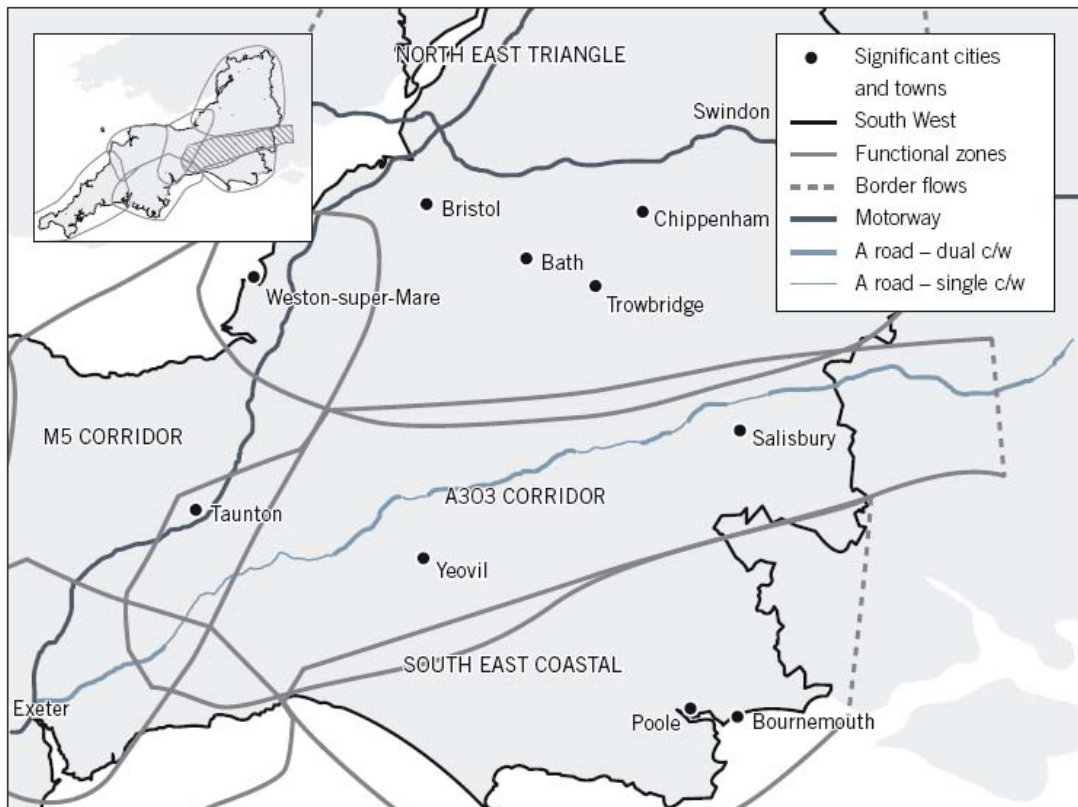 NORTH EAST TRIANGLE
Significant cities
and towns
South West
Functional zones
Border flows
Motorway
A road – dual c/w
A road – single c/w
Swindon
Bristol
Chippenham
Bath
Weston-super-Mare
Trowbridge
M5 CORRIDOR
Salisbury
A303 CORRIDOR
Taunton
Yeovil
SOUTH EAST COASTAL
Exeter
Poole
Bournemouth